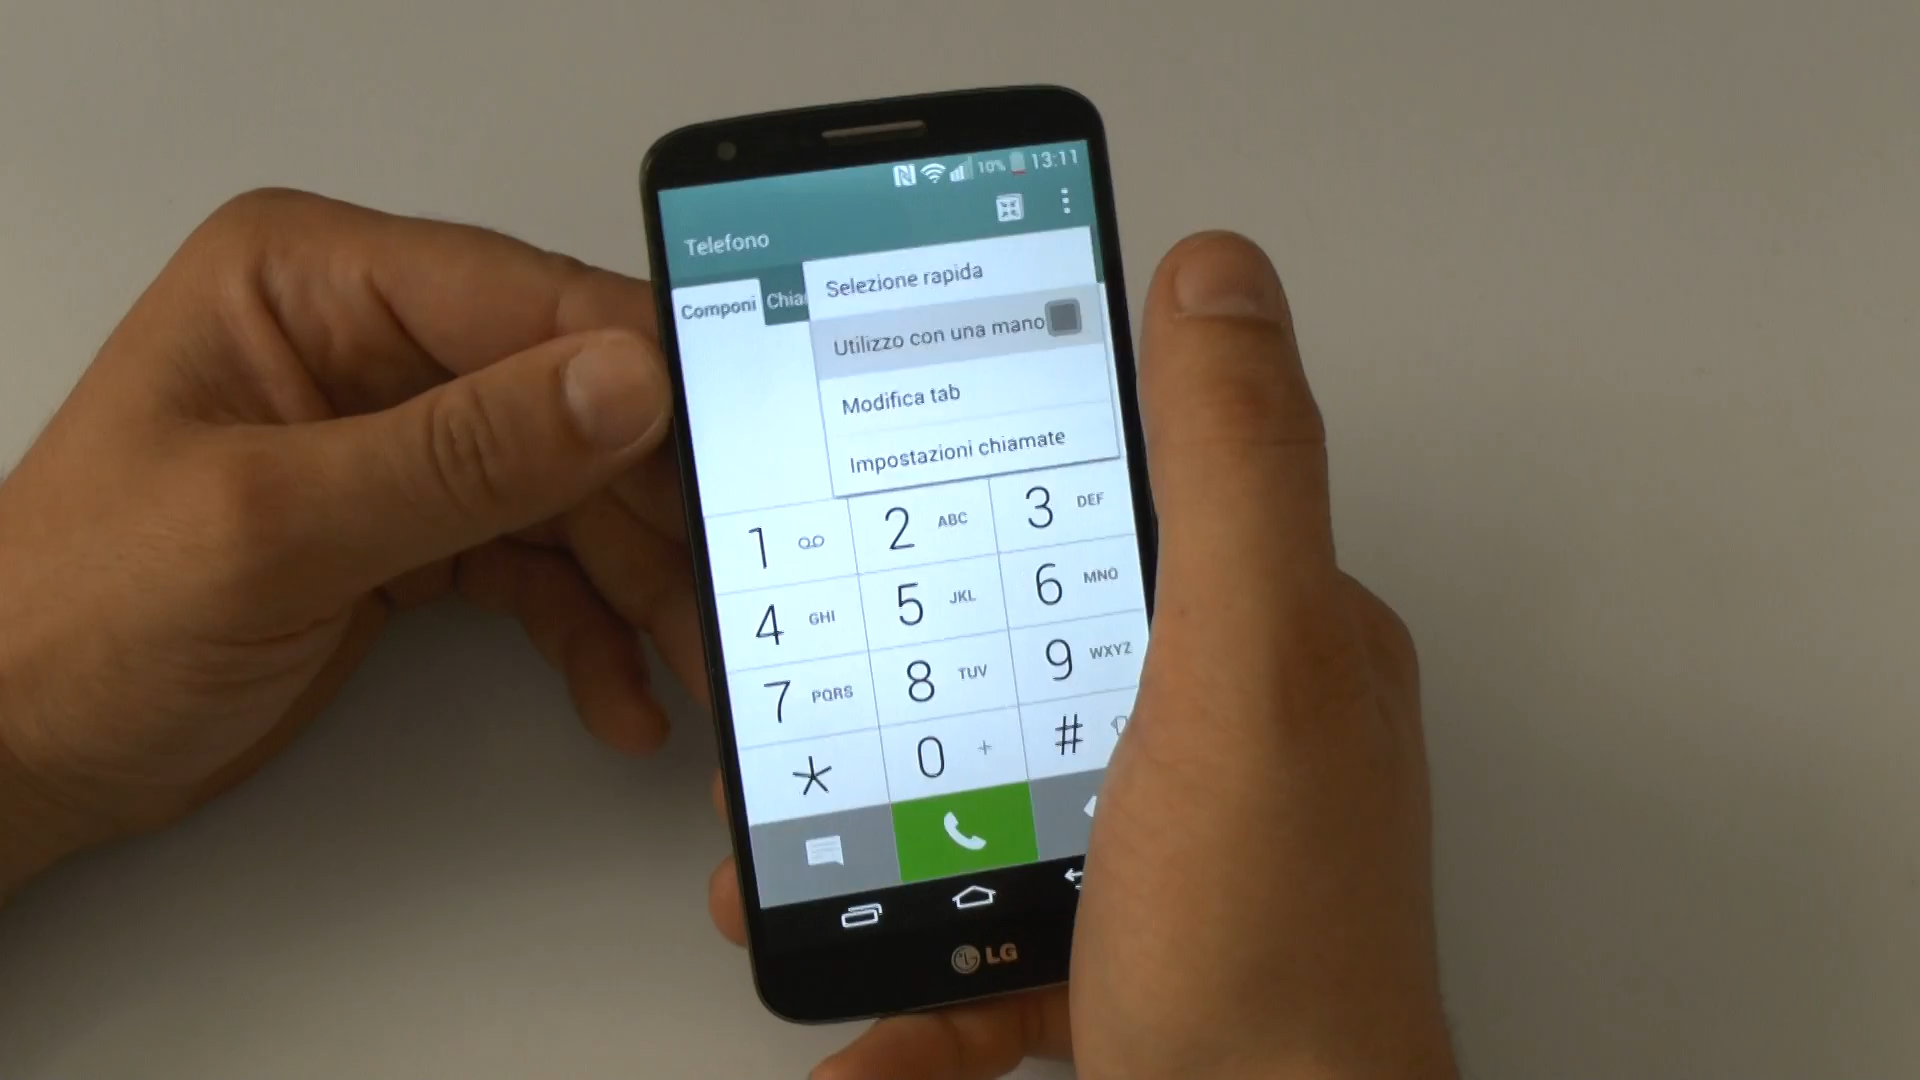 10% 13:11
Telefono
Componi Chia
Selezione rapida
Utilizzo con una mano
Modifica tab
Impostazioni chiamate
1
2 ABC
3 DEF
4 GHI
5 JKL
6 MNO
7 PQRS
8 TUV
9 WXYZ
*
0 +
#
LG